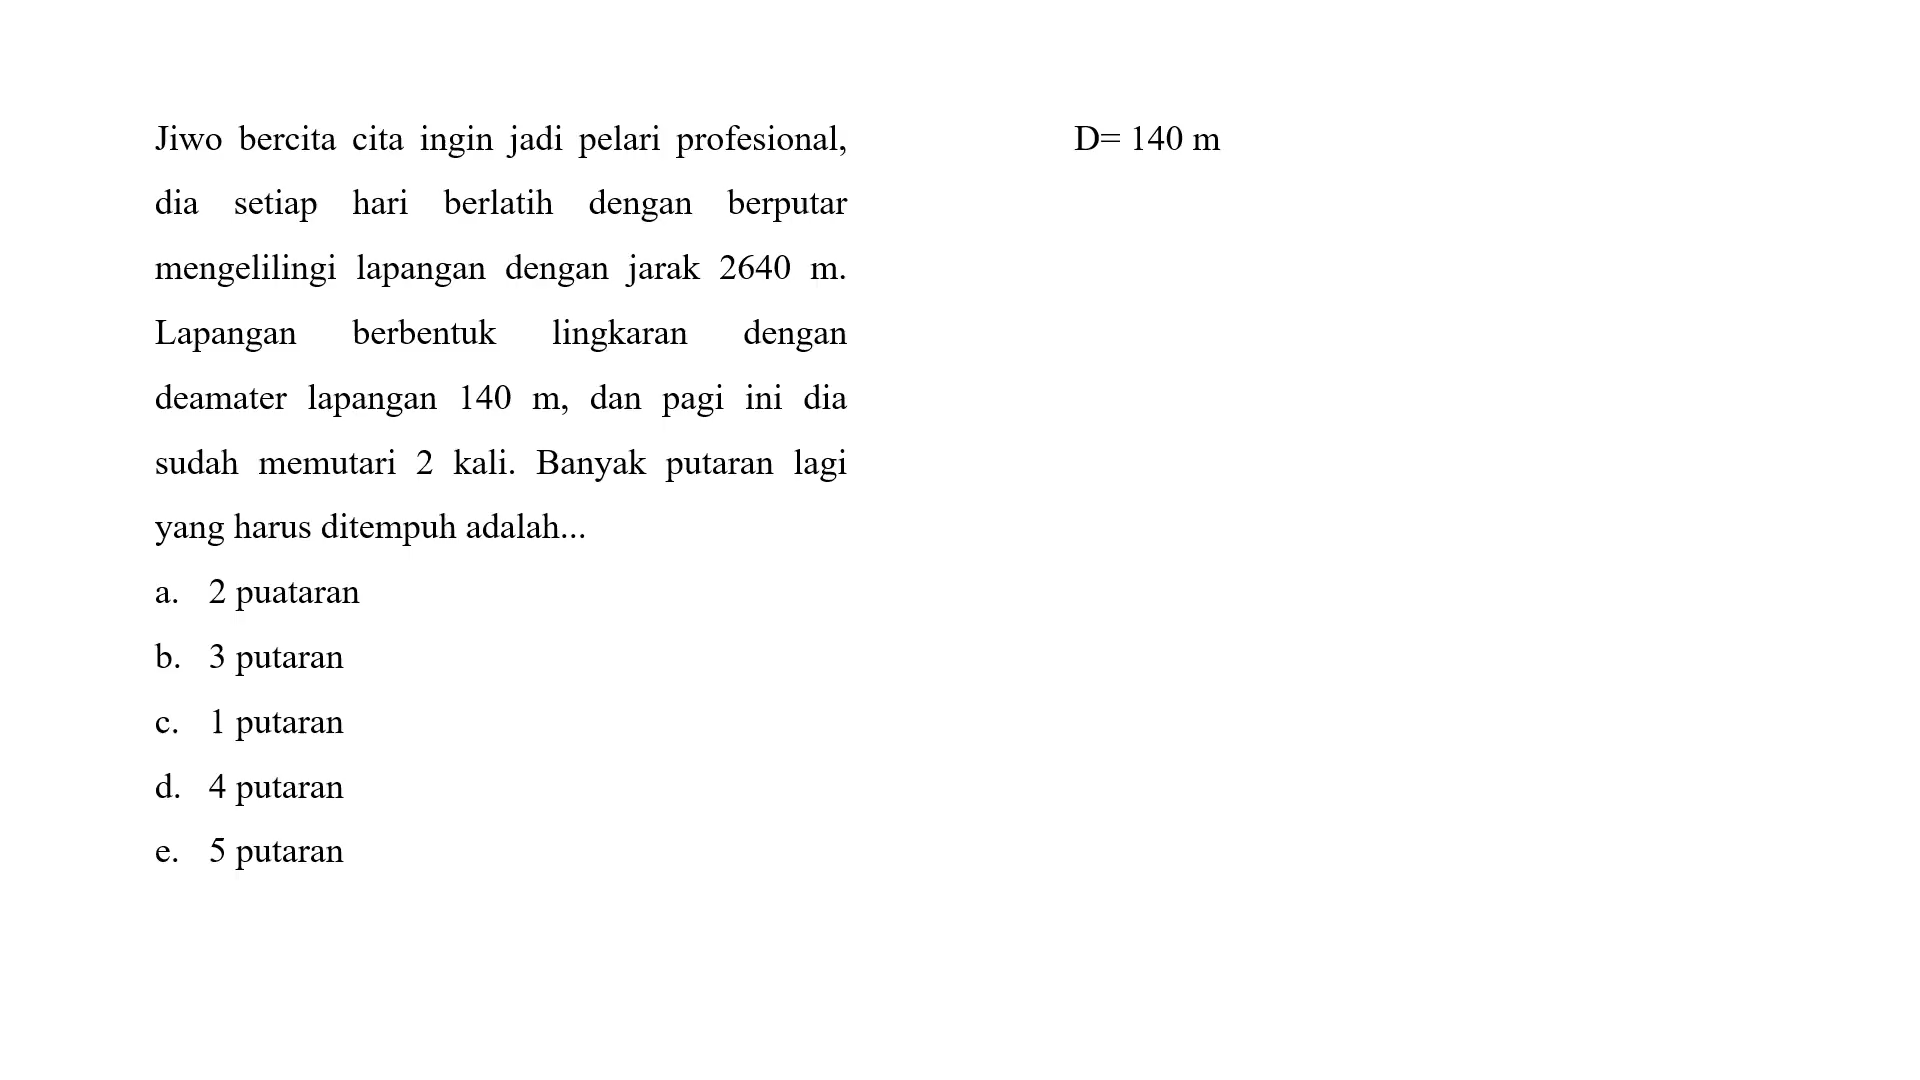 Jiwo bercita cita ingin jadi pelari profesional,
dia setiap hari berlatih dengan berputar
mengelilingi lapangan dengan jarak 2640 m.
Lapangan berbentuk lingkaran dengan
deamater lapangan 140 m, dan pagi ini dia
sudah memutari 2 kali. Banyak putaran lagi
yang harus ditempuh adalah...
a. 2 puataran
b. 3 putaran
c. 1 putaran
d. 4 putaran
e. 5 putaran
D= 140 m